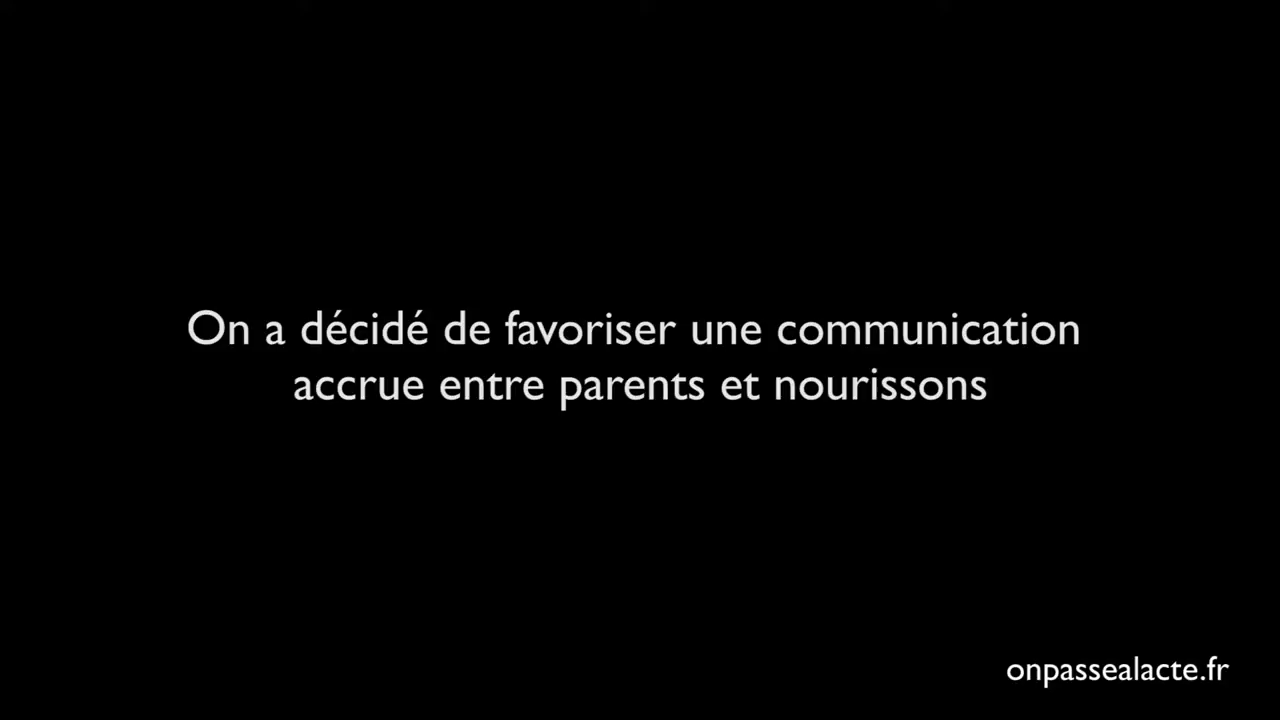 On a décidé de favoriser une communication
accrue entre parents et nourissons
onpassealacte.fr